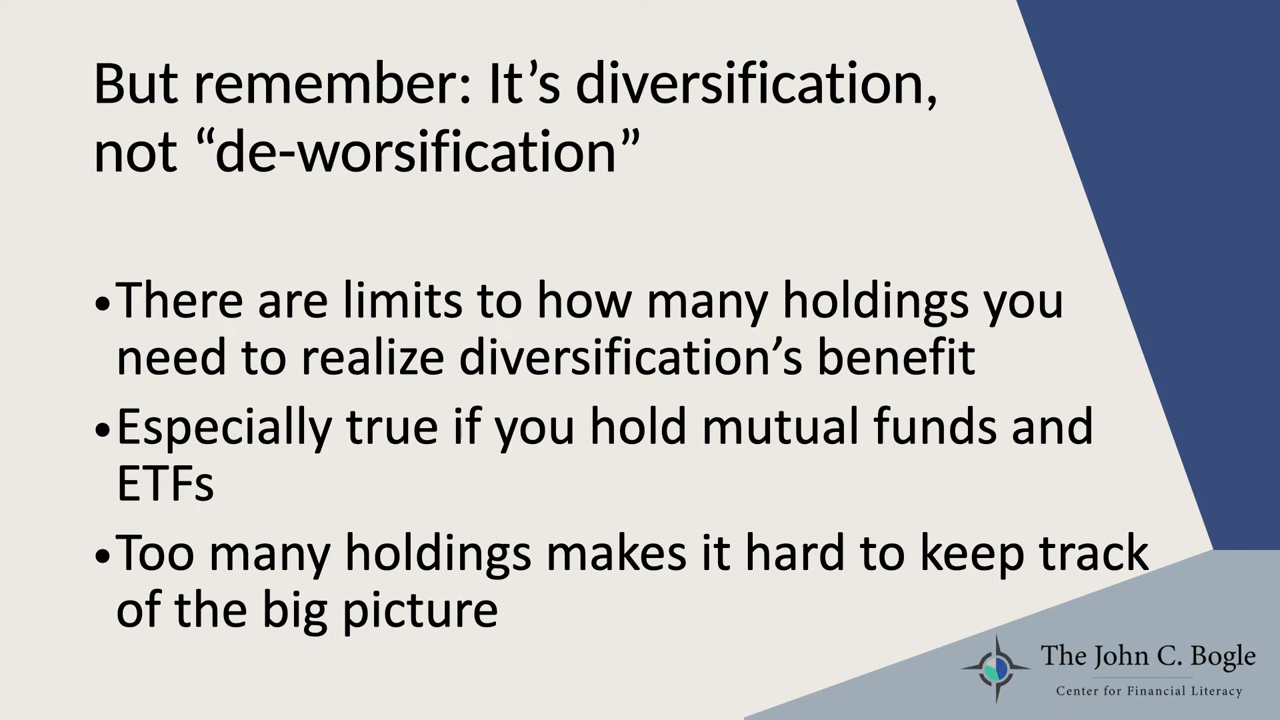 But remember: It’s diversification,
not “de-worsification”
•There are limits to how many holdings you
need to realize diversification’s benefit
•Especially true if you hold mutual funds and
ETFs
•Too many holdings makes it hard to keep track
of the big picture
The John C. Bogle
Center for Financial Literacy